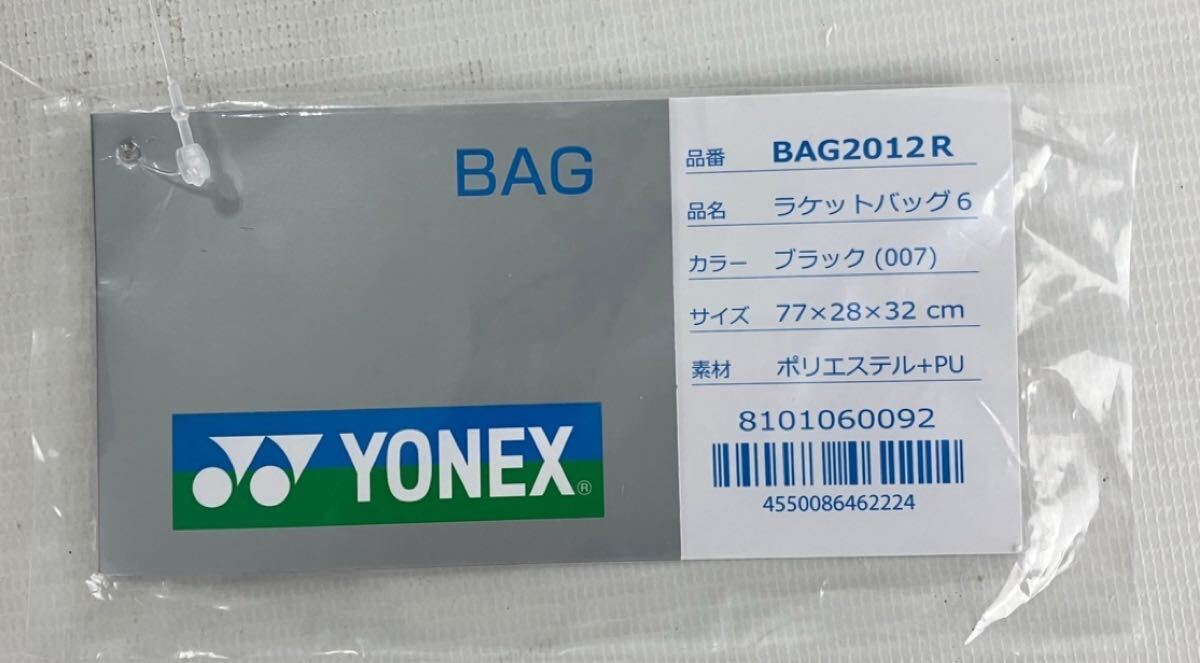 BAG
YONEX®
品番 BAG2012R
品名 ラケットバッグ6
カラー ブラック (007)
サイズ 77×28×32 cm
素材 ポリエステル+PU
8101060092
4550086462224